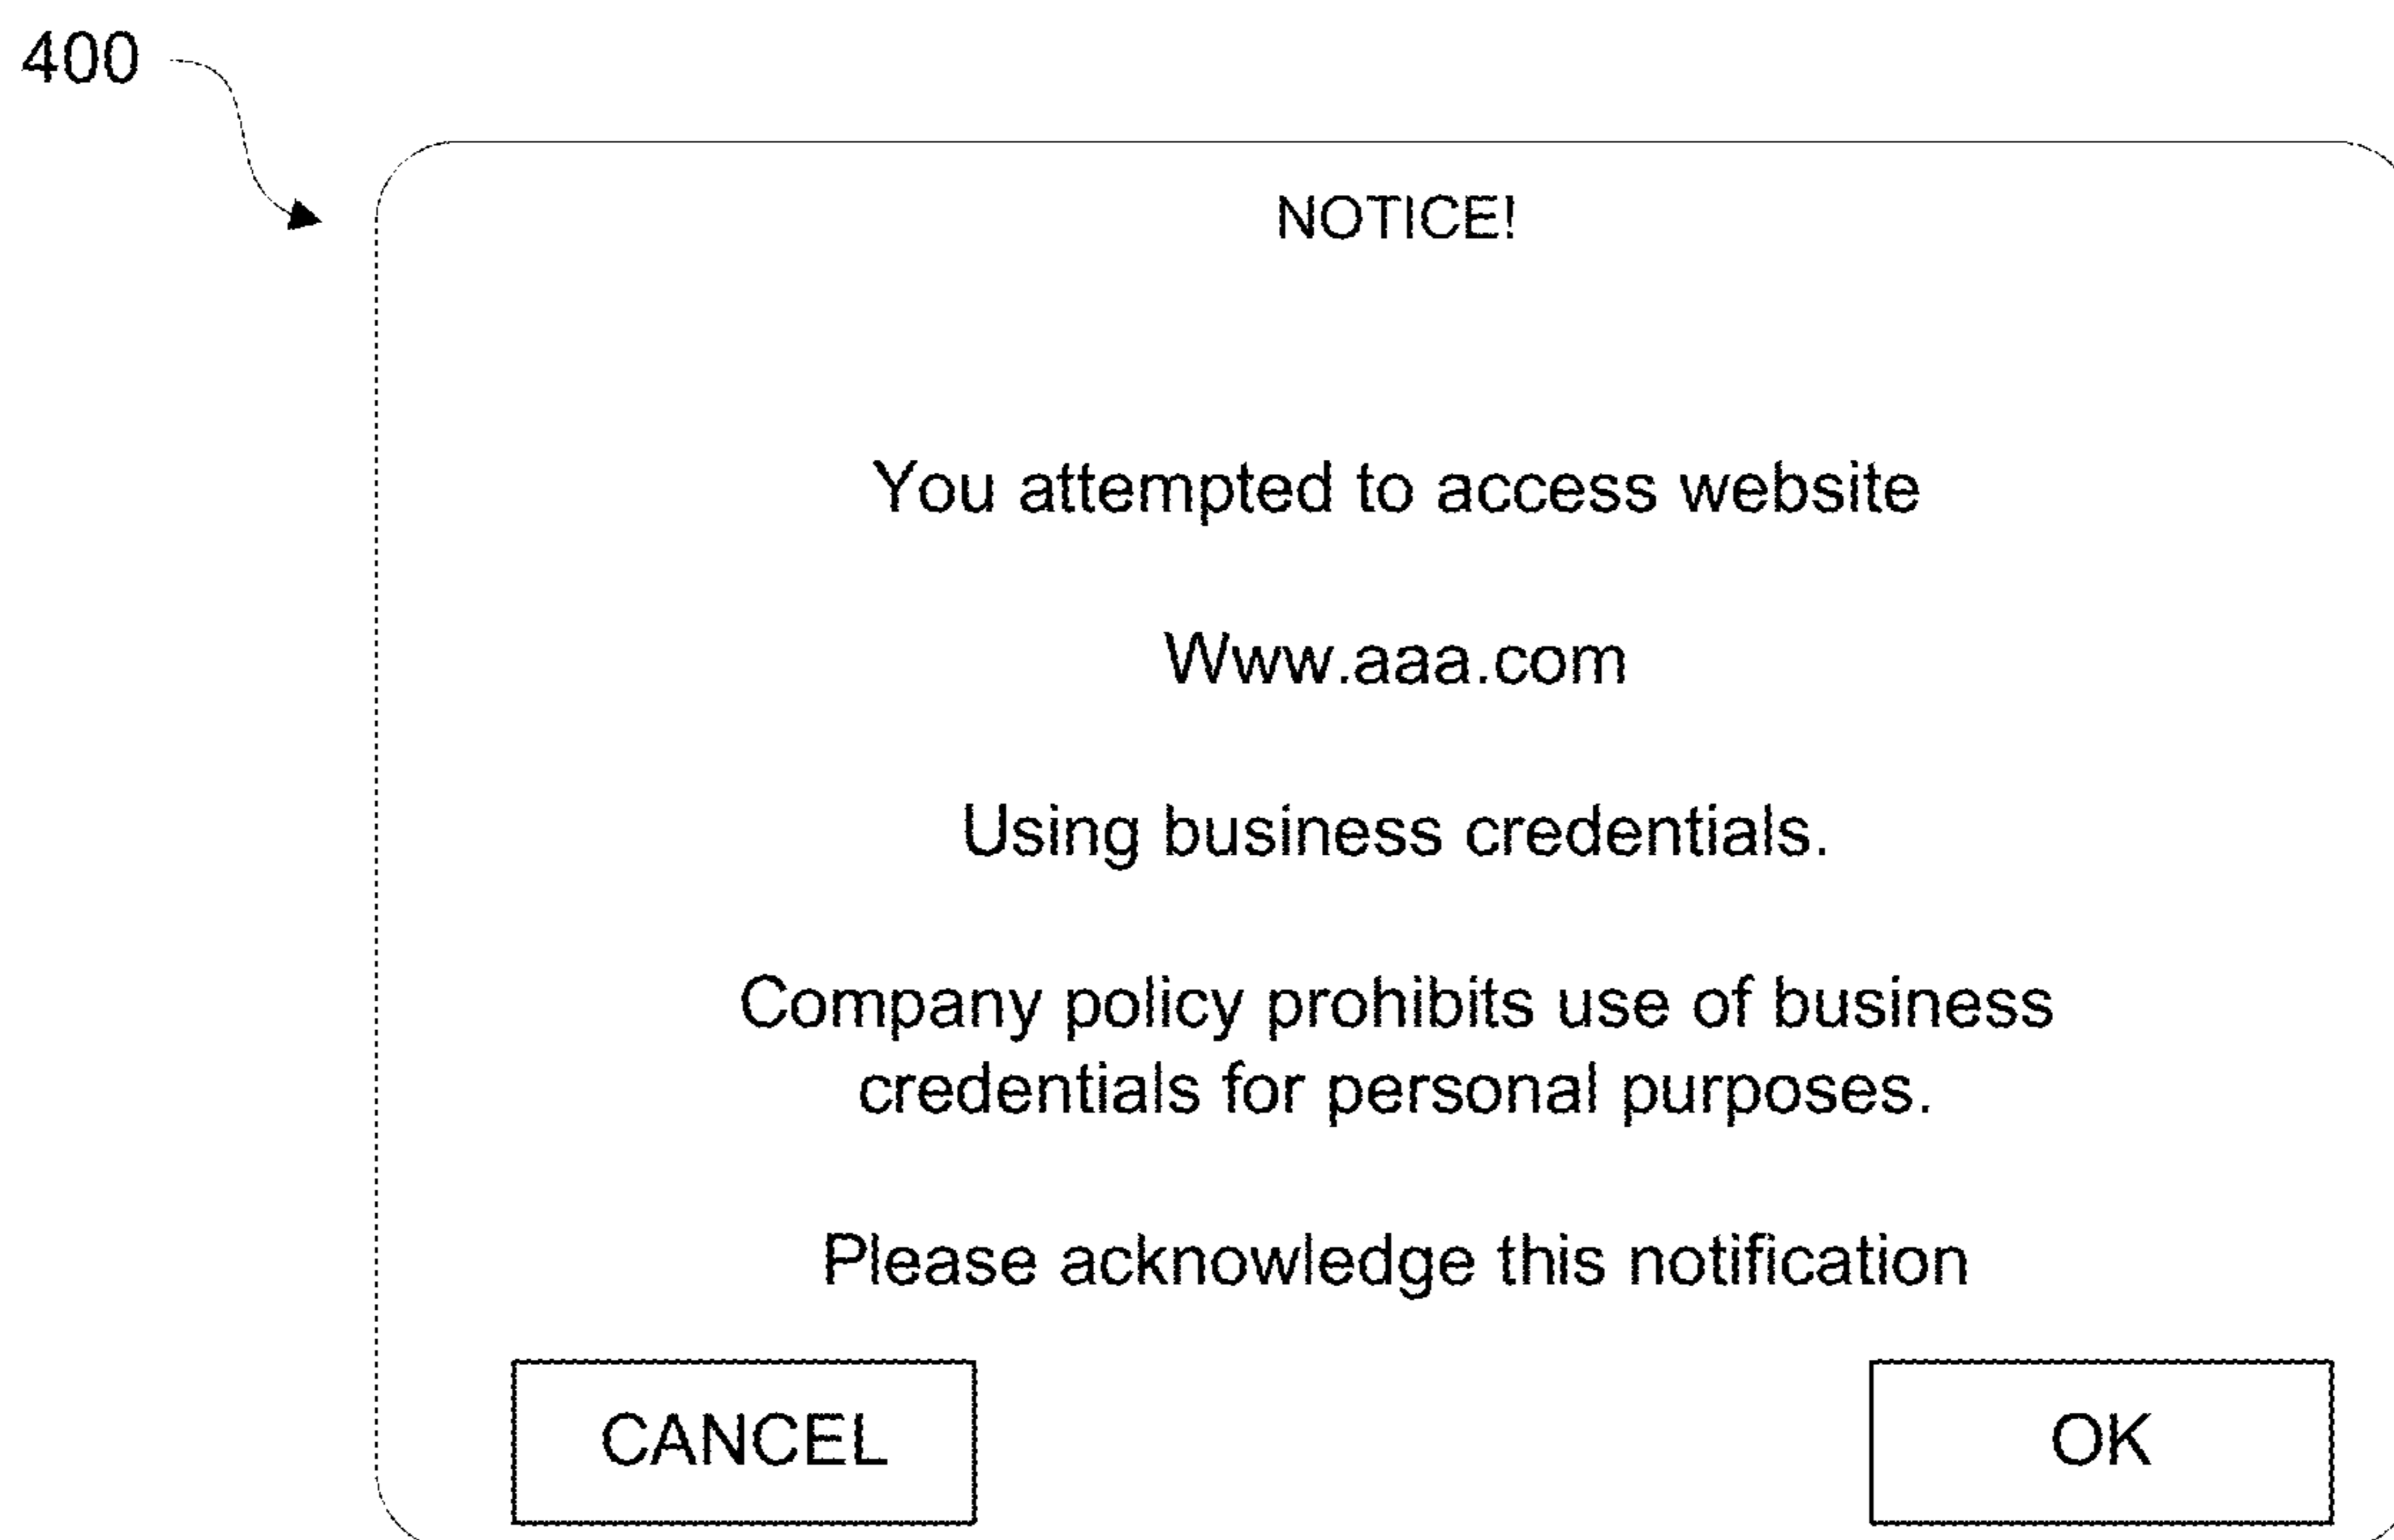 400
NOTICE!
You attempted to access website
Www.aaa.com
Using business credentials.
Company policy prohibits use of business
credentials for personal purposes.
Please acknowledge this notification
CANCEL
OK